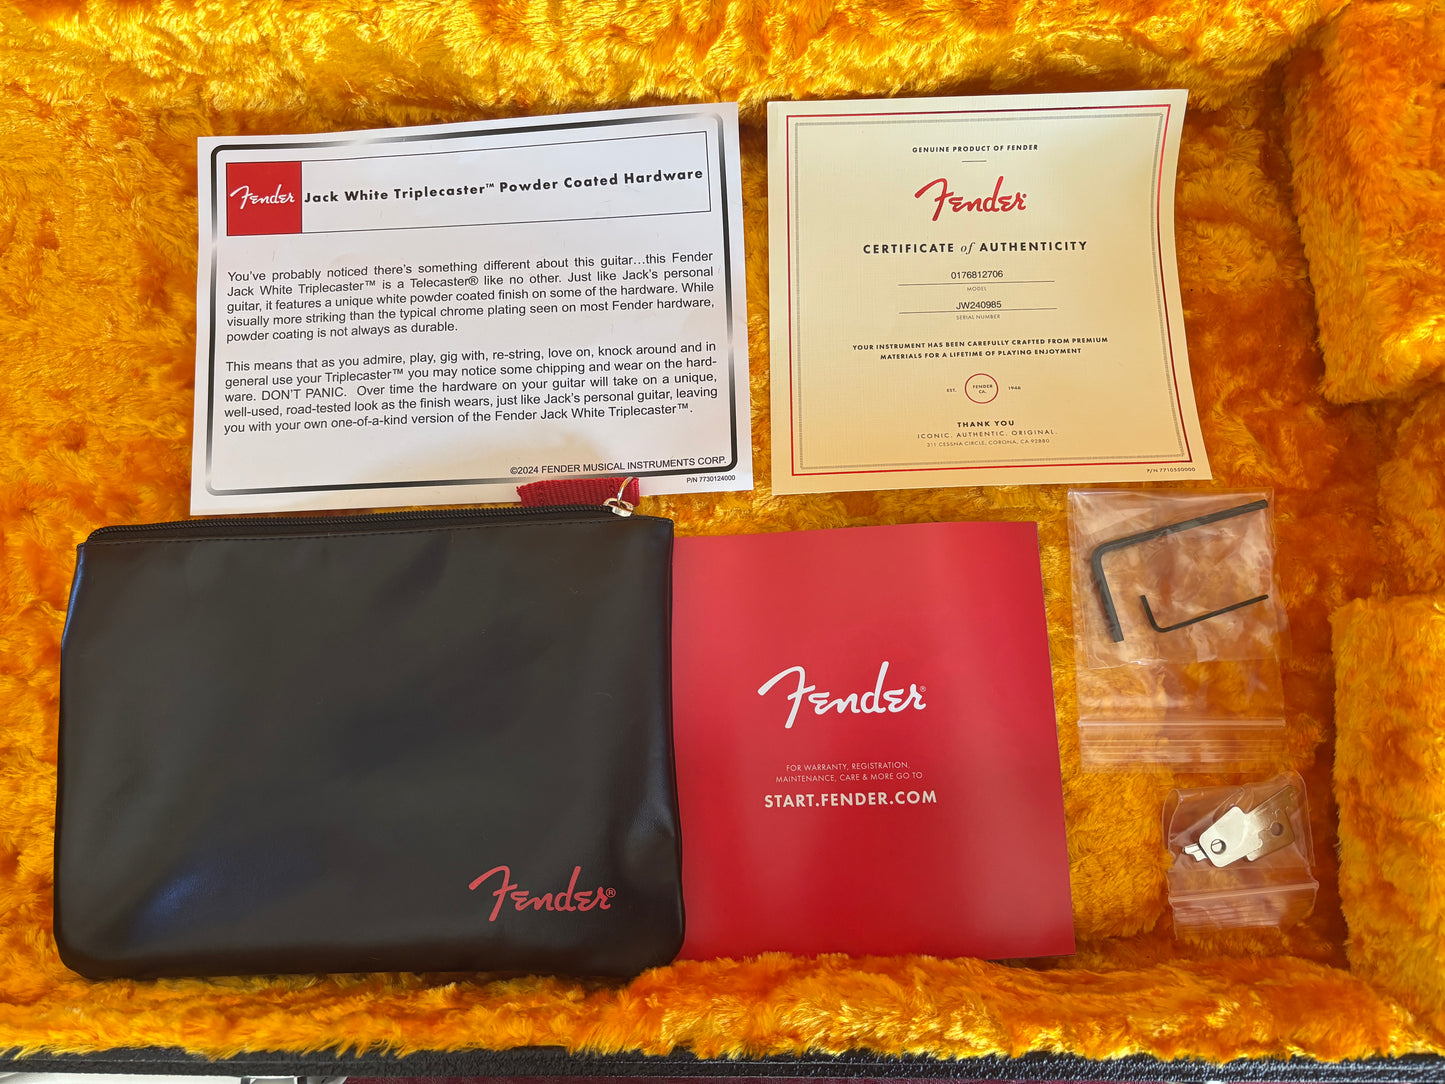 Fender Jack White Triplecaster™ Powder Coated Hardware
You've probably noticed there's something different about this guitar…this Fender
Jack White Triplecaster™ is a Telecaster® like no other. Just like Jack's personal
guitar, it features a unique white powder coated finish on some of the hardware. While
visually more striking than the typical chrome plating seen on most Fender hardware,
powder coating is not always as durable.
This means that as you admire, play, gig with, re-string, love on, knock around and in
general use your Triplecaster™ you may notice some chipping and wear on the hard-
ware. DON'T PANIC. Over time the hardware on your guitar will take on a unique,
well-used, road-tested look as the finish wears, just like Jack's personal guitar, leaving
you with your own one-of-a-kind version of the Fender Jack White Triplecaster™.
©2024 FENDER MUSICAL INSTRUMENTS CORP.
P/N 7730124000
GENUINE PRODUCT OF FENDER
Fender®
CERTIFICATE of AUTHENTICITY
0176812706
MODEL
JW240985
SERIAL NUMBER
YOUR INSTRUMENT HAS BEEN CAREFULLY CRAFTED FROM PREMIUM
MATERIALS FOR A LIFETIME OF PLAYING ENJOYMENT
EST. FENDER CA. 1946
THANK YOU
ICONIC. AUTHENTIC. ORIGINAL.
311 CESSNA CIRCLE, CORONA, CA 92880
P/N 7710550000
Fender®
Fender®
FOR WARRANTY, REGISTRATION,
MAINTENANCE, CARE & MORE GO TO
START.FENDER.COM